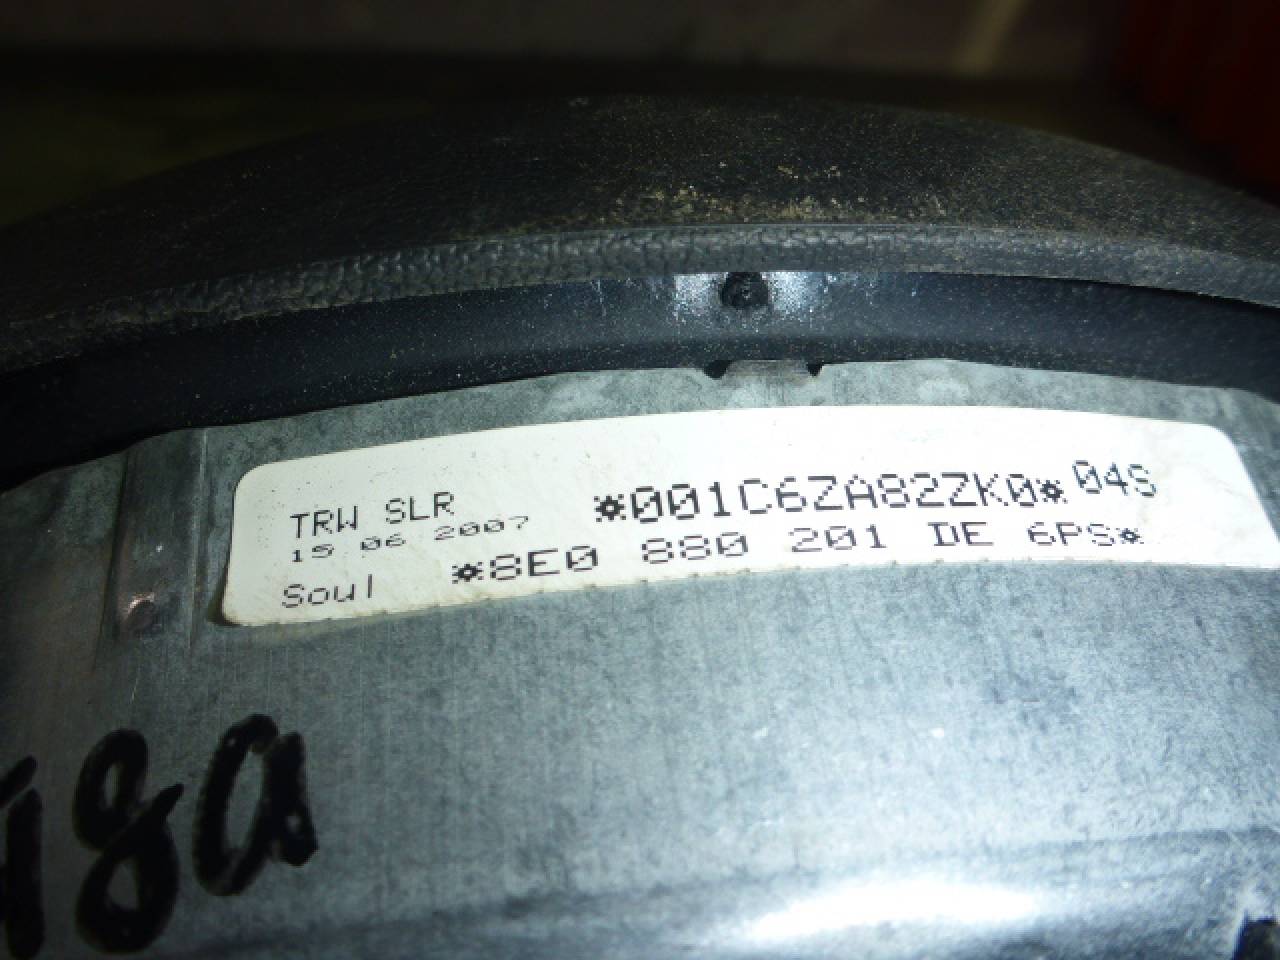 TRW SLR *001C6ZA82ZK0*04S
15 06 2007
Soul *8E0 880 201 DE 6PS*